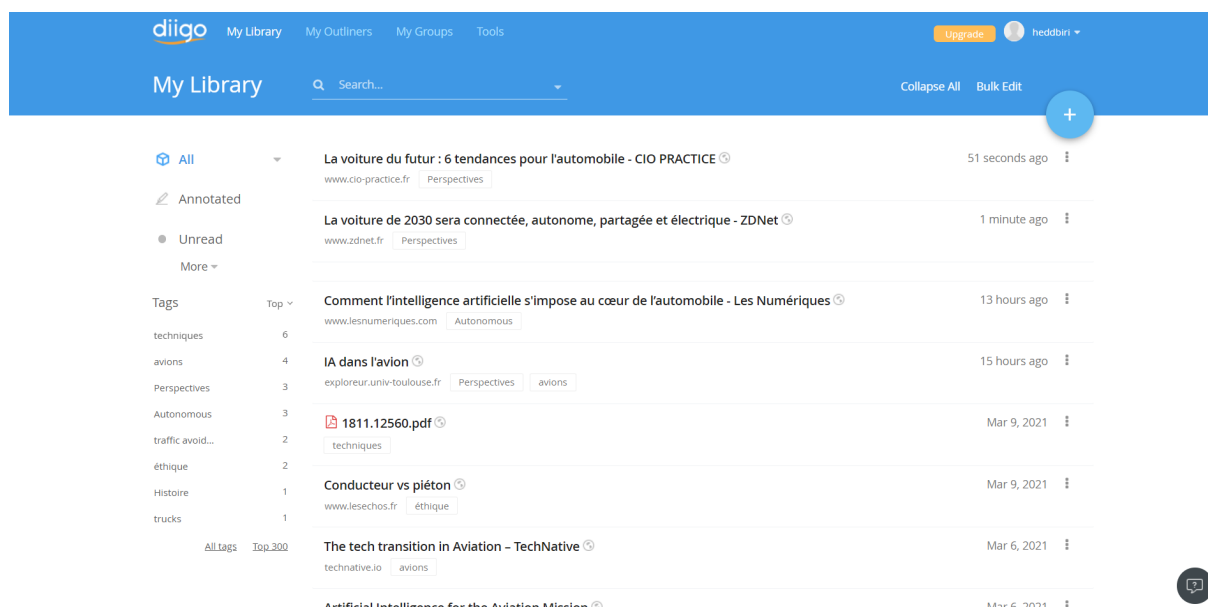 diigo My Library My Outliners My Groups Tools Upgrade heddbiri
My Library Search... Collapse All Bulk Edit
+
All
Annotated
Unread
More
Tags Top
techniques 6
avions 4
Perspectives 3
Autonomous 3
traffic avoid... 2
éthique 2
Histoire 1
trucks 1
All tags Top 300
La voiture du futur : 6 tendances pour l'automobile - CIO PRACTICE 51 seconds ago
www.cio-practice.fr Perspectives
La voiture de 2030 sera connectée, autonome, partagée et électrique - ZDNet 1 minute ago
www.zdnet.fr Perspectives
Comment l’intelligence artificielle s'impose au cœur de l’automobile - Les Numériques 13 hours ago
www.lesnumeriques.com Autonomous
IA dans l'avion 15 hours ago
exploreur.univ-toulouse.fr Perspectives avions
1811.12560.pdf Mar 9, 2021
techniques
Conducteur vs piéton Mar 9, 2021
www.lesechos.fr éthique
The tech transition in Aviation – TechNative Mar 6, 2021
technative.io avions
Artificial Intelligence for the Aviation Mission Mar 6, 2021